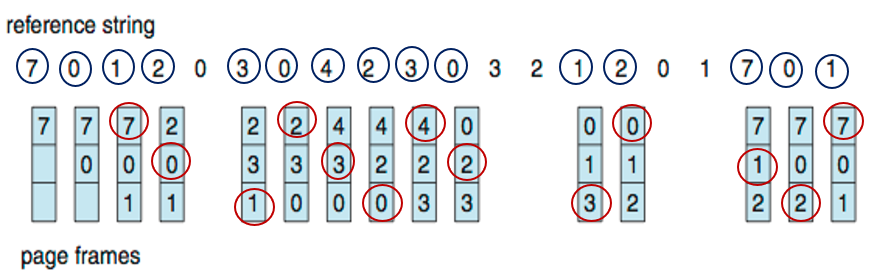 reference string
7 0 1 2 0 3 0 4 2 3 0 3 2 1 2 0 1 7 0 1
7 7 7 2 2 2 4 4 4 0 0 0 7 7 7
0 0 0 3 3 3 2 2 2 1 1 1 0 0
1 1 1 0 0 0 3 3 3 2 2 2 1
page frames